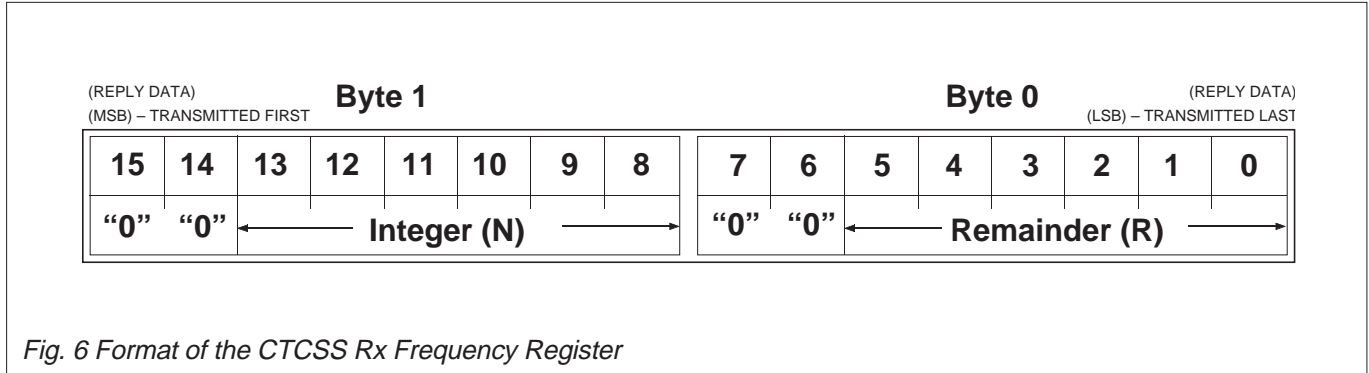 (REPLY DATA) Byte 1 Byte 0 (REPLY DATA)
(MSB) – TRANSMITTED FIRST (LSB) – TRANSMITTED LAST
15 14 13 12 11 10 9 8 7 6 5 4 3 2 1 0
“0” “0” Integer (N) “0” “0” Remainder (R)
Fig. 6 Format of the CTCSS Rx Frequency Register